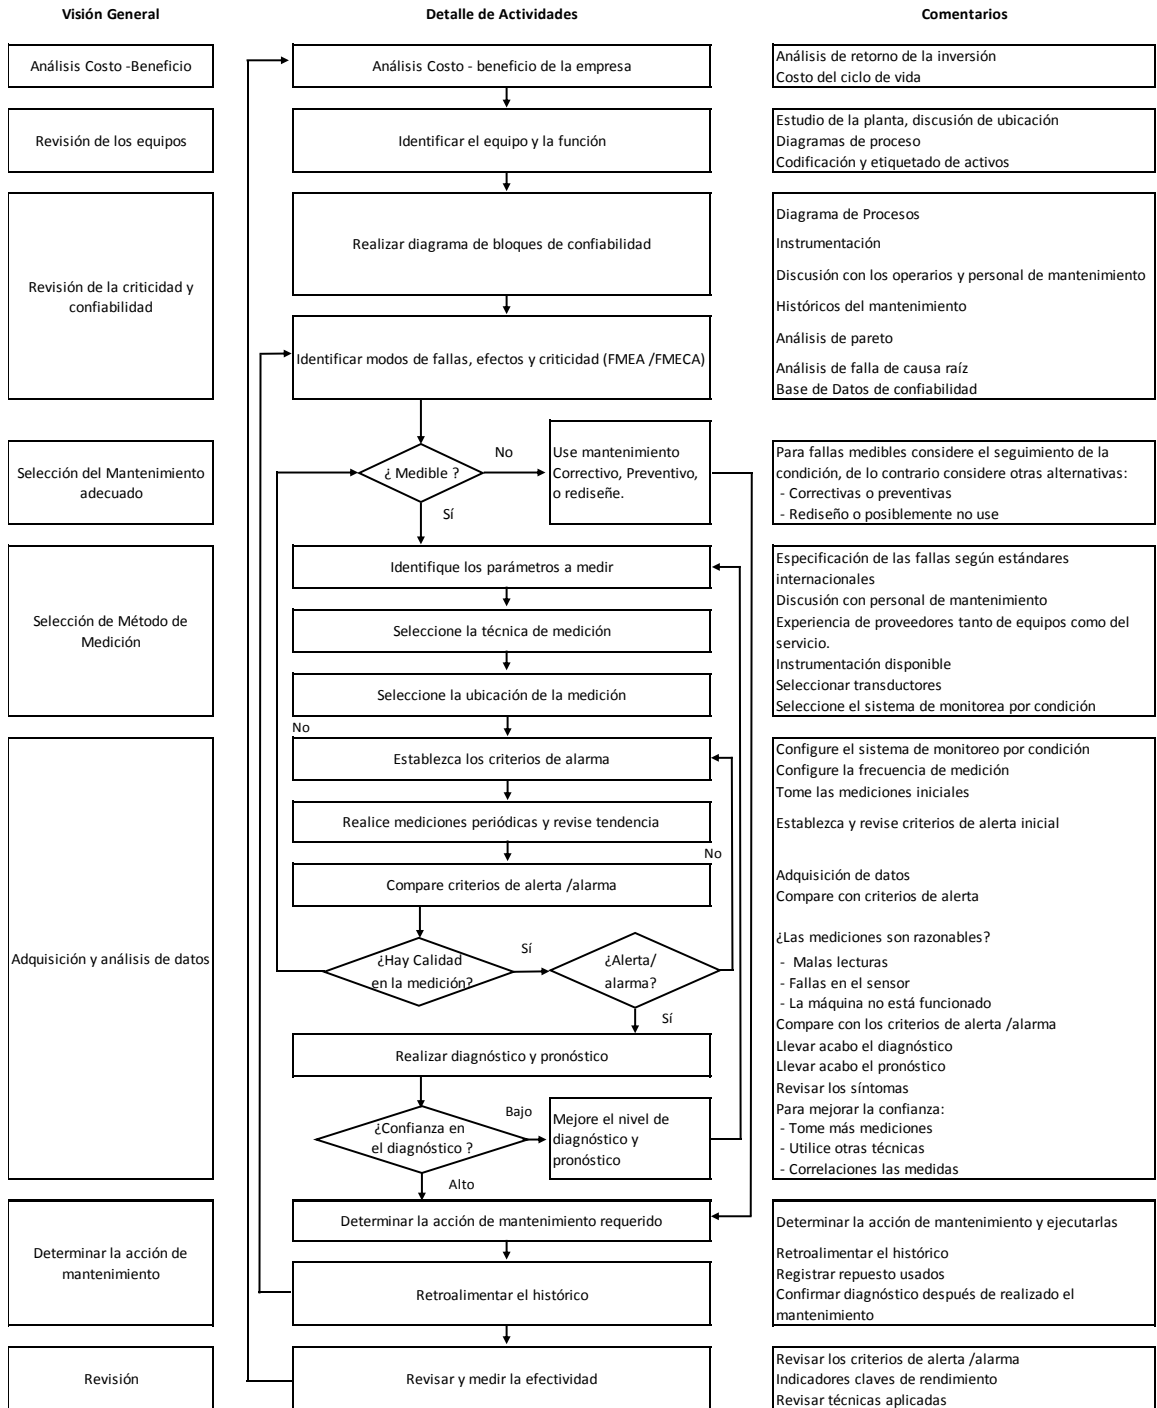 Visión General
Detalle de Actividades
Comentarios
Análisis Costo -Beneficio
Análisis Costo - beneficio de la empresa
Análisis de retorno de la inversión
Costo del ciclo de vida
Revisión de los equipos
Identificar el equipo y la función
Estudio de la planta, discusión de ubicación
Diagramas de proceso
Codificación y etiquetado de activos
Revisión de la criticidad y
confiabilidad
Realizar diagrama de bloques de confiabilidad
Identificar modos de fallas, efectos y criticidad (FMEA /FMECA)
Diagrama de Procesos
Instrumentación
Discusión con los operarios y personal de mantenimiento
Históricos del mantenimiento
Análisis de pareto
Análisis de falla de causa raíz
Base de Datos de confiabilidad
Selección del Mantenimiento
adecuado
¿ Medible ?
No
Sí
Use mantenimiento
Correctivo, Preventivo,
o rediseñe.
Para fallas medibles considere el seguimiento de la
condición, de lo contrario considere otras alternativas:
- Correctivas o preventivas
- Rediseño o posiblemente no use
Selección de Método de
Medición
Identifique los parámetros a medir
Seleccione la técnica de medición
Seleccione la ubicación de la medición
Especificación de las fallas según estándares
internacionales
Discusión con personal de mantenimiento
Experiencia de proveedores tanto de equipos como del
servicio.
Instrumentación disponible
Seleccionar transductores
Seleccione el sistema de monitorea por condición
Adquisición y análisis de datos
No
Establezca los criterios de alarma
Realice mediciones periódicas y revise tendencia
No
Compare criterios de alerta /alarma
¿Hay Calidad
en la medición?
Sí
¿Alerta/
alarma?
Sí
Realizar diagnóstico y pronóstico
¿Confianza en
el diagnóstico ?
Bajo
Alto
Mejore el nivel de
diagnóstico y
pronóstico
Configure el sistema de monitoreo por condición
Configure la frecuencia de medición
Tome las mediciones iniciales
Establezca y revise criterios de alerta inicial
Adquisición de datos
Compare con criterios de alerta
¿Las mediciones son razonables?
- Malas lecturas
- Fallas en el sensor
- La máquina no está funcionado
Compare con los criterios de alerta /alarma
Llevar acabo el diagnóstico
Llevar acabo el pronóstico
Revisar los síntomas
Para mejorar la confianza:
- Tome más mediciones
- Utilice otras técnicas
- Correlaciones las medidas
Determinar la acción de
mantenimiento
Determinar la acción de mantenimiento requerido
Retroalimentar el histórico
Determinar la acción de mantenimiento y ejecutarlas
Retroalimentar el histórico
Registrar repuesto usados
Confirmar diagnóstico después de realizado el
mantenimiento
Revisión
Revisar y medir la efectividad
Revisar los criterios de alerta /alarma
Indicadores claves de rendimiento
Revisar técnicas aplicadas